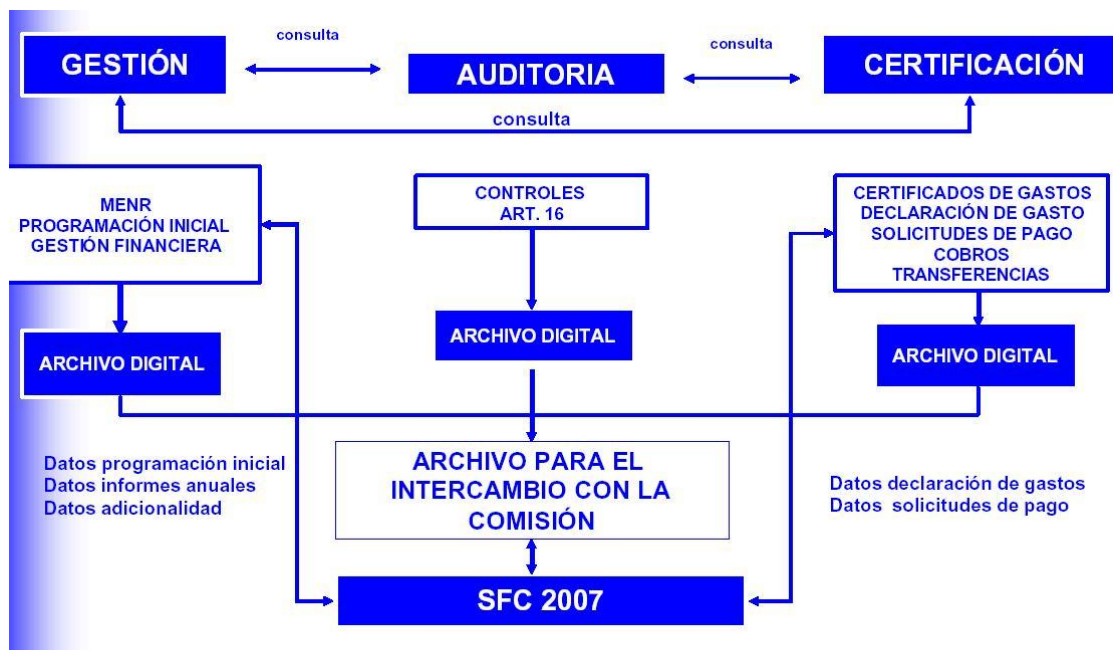 consulta
consulta
GESTIÓN
AUDITORIA
CERTIFICACIÓN
consulta
MENR
PROGRAMACIÓN INICIAL
GESTIÓN FINANCIERA
CONTROLES
ART. 16
CERTIFICADOS DE GASTOS
DECLARACIÓN DE GASTO
SOLICITUDES DE PAGO
COBROS
TRANSFERENCIAS
ARCHIVO DIGITAL
ARCHIVO DIGITAL
ARCHIVO DIGITAL
Datos programación inicial
Datos informes anuales
Datos adicionalidad
ARCHIVO PARA EL
INTERCAMBIO CON LA
COMISIÓN
Datos declaración de gastos
Datos solicitudes de pago
SFC 2007